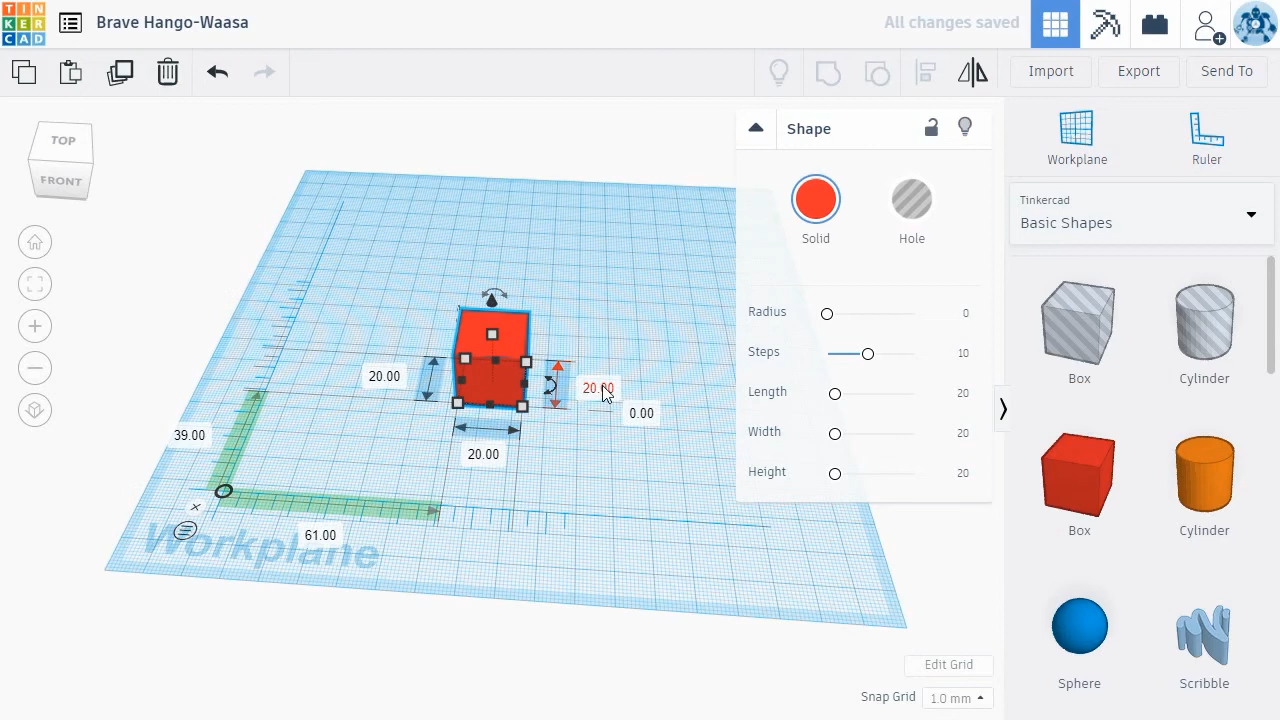 TIN
KER
CAD
Brave Hango-Waasa
All changes saved
Import
Export
Send To
TOP
FRONT
Shape
Solid
Hole
Radius 0
Steps 10
Length 20
Width 20
Height 20
Workplane
Ruler
Tinkercad
Basic Shapes
Box
Cylinder
Box
Cylinder
Sphere
Scribble
20.00
20.00
0.00
20.00
39.00
61.00
Workplane
Edit Grid
Snap Grid 1.0 mm